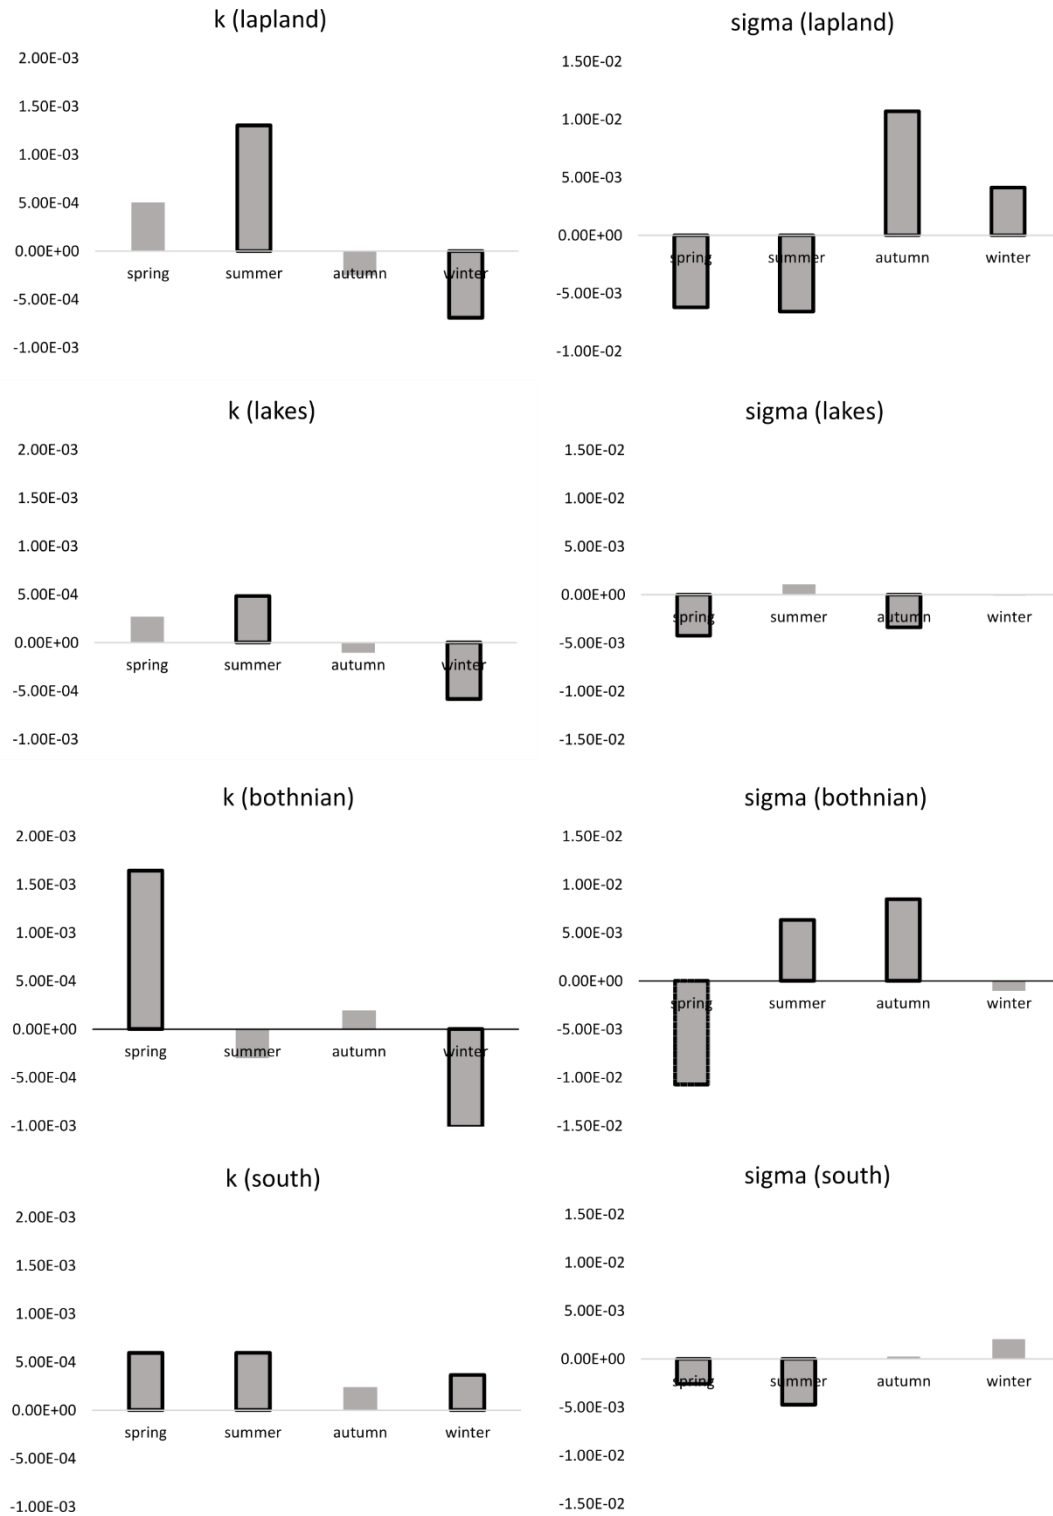 k (lapland)
2.00E-03
1.50E-03
1.00E-03
5.00E-04
0.00E+00
-5.00E-04
-1.00E-03
spring summer autumn winter
sigma (lapland)
1.50E-02
1.00E-02
5.00E-03
0.00E+00
-5.00E-03
-1.00E-02
spring summer autumn winter
k (lakes)
2.00E-03
1.50E-03
1.00E-03
5.00E-04
0.00E+00
-5.00E-04
-1.00E-03
spring summer autumn winter
sigma (lakes)
1.50E-02
1.00E-02
5.00E-03
0.00E+00
-5.00E-03
-1.00E-02
-1.50E-02
spring summer autumn winter
k (bothnian)
2.00E-03
1.50E-03
1.00E-03
5.00E-04
0.00E+00
-5.00E-04
-1.00E-03
spring summer autumn winter
sigma (bothnian)
1.50E-02
1.00E-02
5.00E-03
0.00E+00
-5.00E-03
-1.00E-02
-1.50E-02
spring summer autumn winter
k (south)
2.00E-03
1.50E-03
1.00E-03
5.00E-04
0.00E+00
-5.00E-04
-1.00E-03
spring summer autumn winter
sigma (south)
1.50E-02
1.00E-02
5.00E-03
0.00E+00
-5.00E-03
-1.00E-02
-1.50E-02
spring summer autumn winter